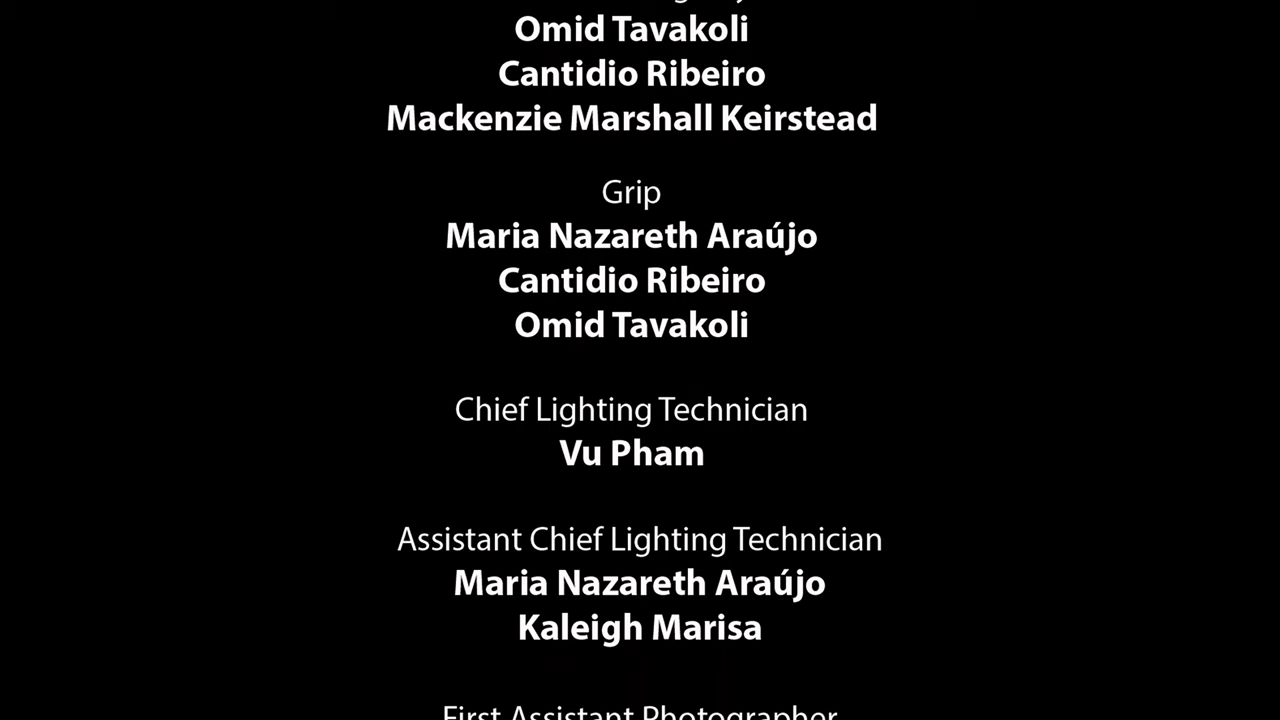 Omid Tavakoli
Cantidio Ribeiro
Mackenzie Marshall Keirstead
Grip
Maria Nazareth Araújo
Cantidio Ribeiro
Omid Tavakoli
Chief Lighting Technician
Vu Pham
Assistant Chief Lighting Technician
Maria Nazareth Araújo
Kaleigh Marisa
First Assistant Photographer